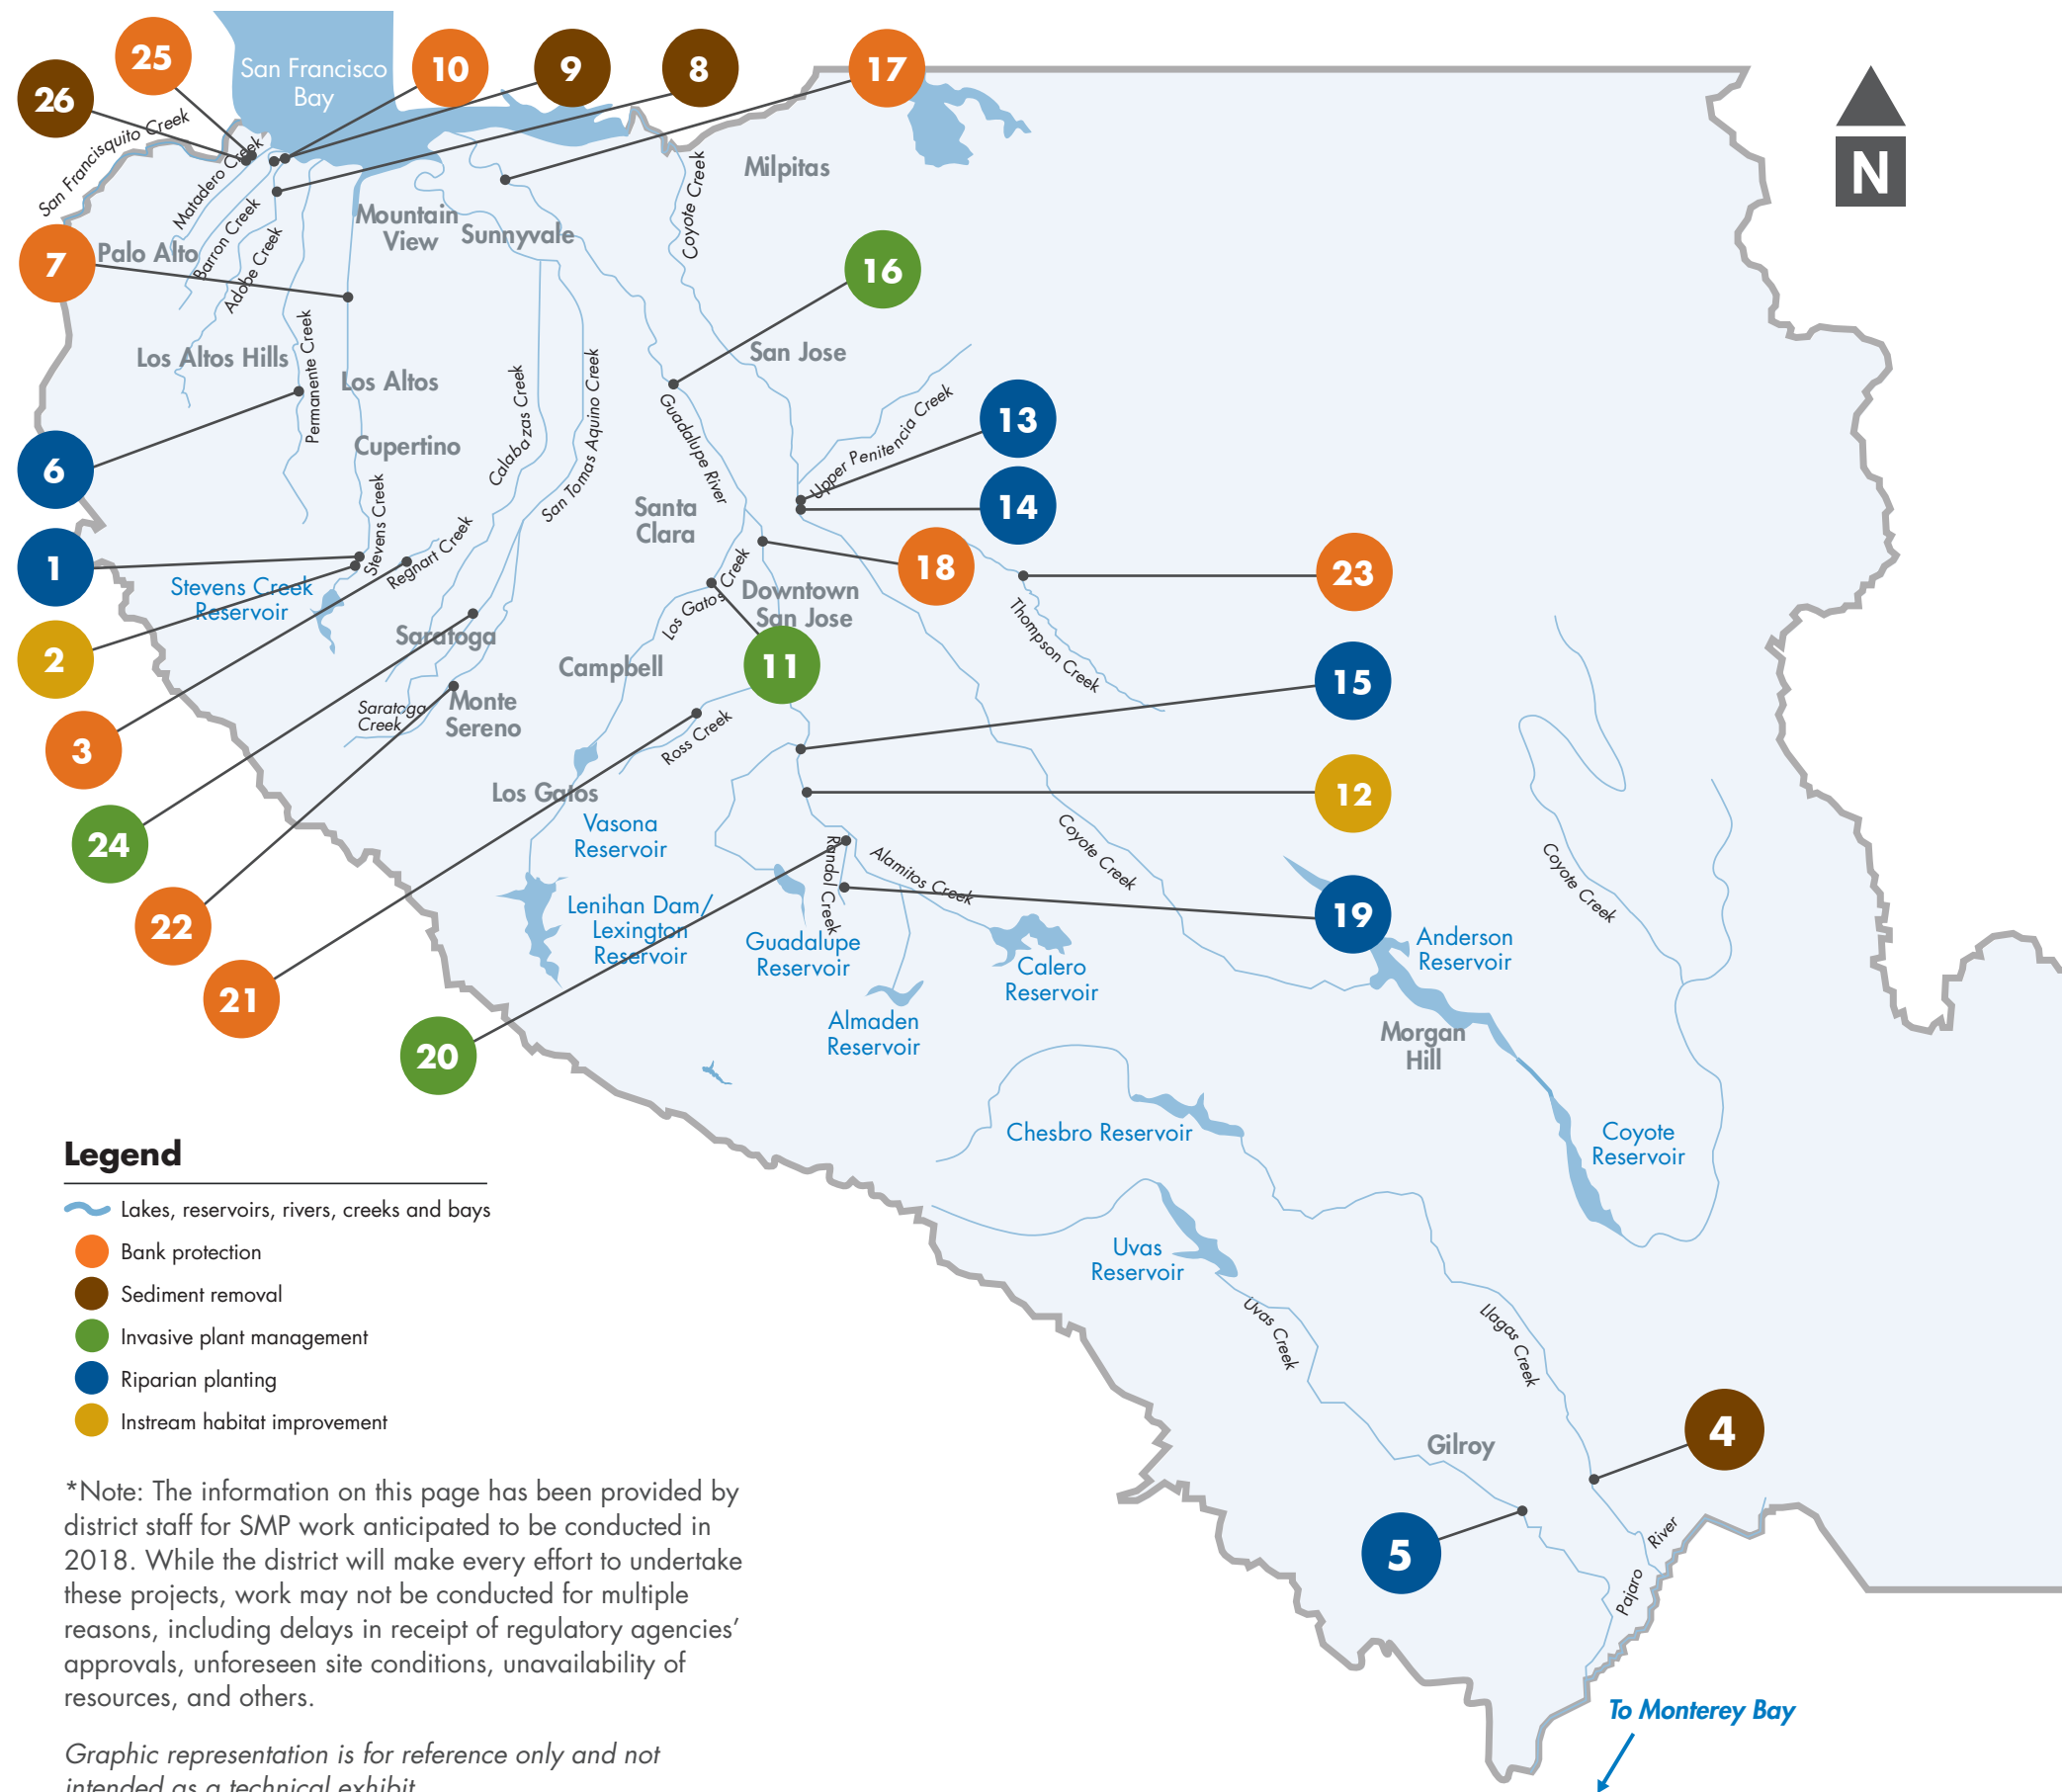 25
San Francisco
Bay
10
9
8
17
26
San Francisquito Creek
Matadero Creek
Barron Creek
Adobe Creek
N
Milpitas
Coyote Creek
Mountain
View
Sunnyvale
7
Palo Alto
16
Los Altos Hills
Permanente Creek
Los Altos
San Jose
Calabazas Creek
San Tomas Aquino Creek
Guadalupe River
Upper Penitencia Creek
13
6
Cupertino
14
Santa
Clara
Stevens Creek
Regnart Creek
1
Stevens Creek
Reservoir
18
23
Los Gatos Creek
Downtown
San Jose
Thompson Creek
2
Saratoga
Campbell
11
15
3
Saratoga
Creek
Monte
Sereno
Ross Creek
12
Los Gatos
24
Vasona
Reservoir
Randol Creek
Alamitos Creek
Coyote Creek
Coyote Creek
22
Lenihan Dam/
Lexington
Reservoir
19
Guadalupe
Reservoir
Anderson
Reservoir
Calero
Reservoir
21
Almaden
Reservoir
Morgan
Hill
20
Chesbro Reservoir
Coyote
Reservoir
Uvas
Reservoir
Uvas Creek
Llagas Creek
Gilroy
4
5
Pajaro River
To Monterey Bay
Legend
Lakes, reservoirs, rivers, creeks and bays
Bank protection
Sediment removal
Invasive plant management
Riparian planting
Instream habitat improvement
*Note: The information on this page has been provided by
district staff for SMP work anticipated to be conducted in
2018. While the district will make every effort to undertake
these projects, work may not be conducted for multiple
reasons, including delays in receipt of regulatory agencies’
approvals, unforeseen site conditions, unavailability of
resources, and others.
Graphic representation is for reference only and not
intended as a technical exhibit